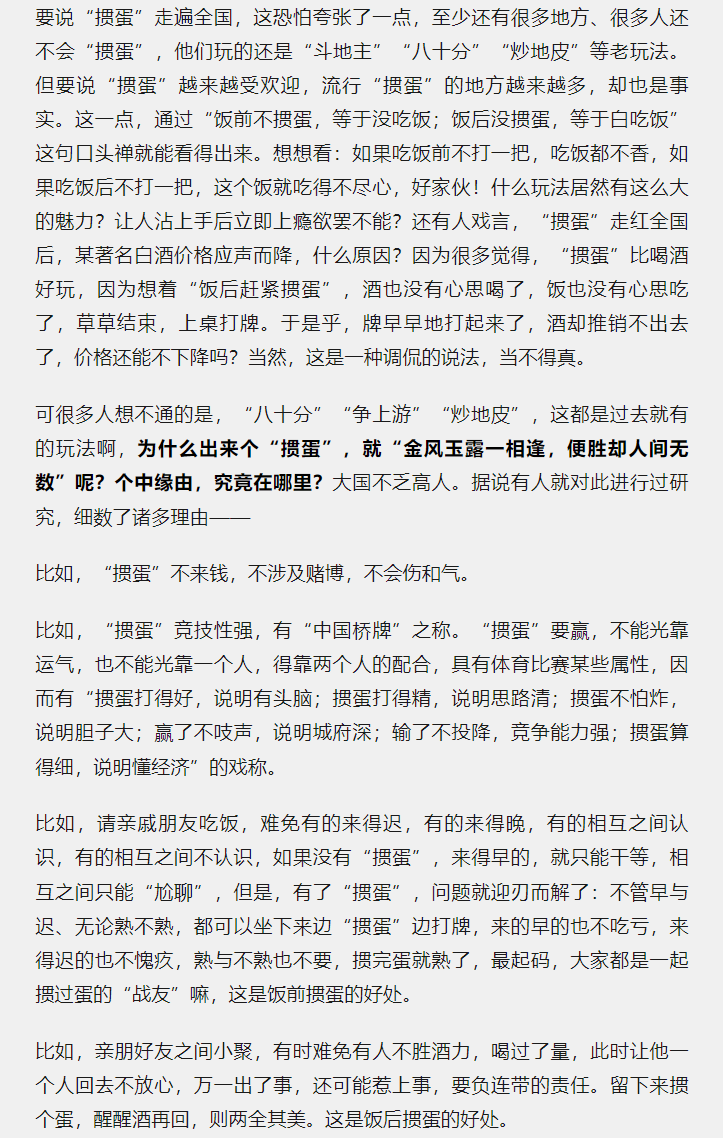 要说“掼蛋”走遍全国，这恐怕夸张了一点，至少还有很多地方、很多人还
不会“掼蛋”，他们玩的还是“斗地主”“八十分”“炒地皮”等老玩法。
但要说“掼蛋”越来越受欢迎，流行“掼蛋”的地方越来越多，却也是事
实。这一点，通过“饭前不掼蛋，等于没吃饭；饭后没掼蛋，等于白吃饭”
这句口头禅就能看得出来。想想看：如果吃饭前不打一把，吃饭都不香，如
果吃饭后不打一把，这个饭就吃得不尽心，好家伙！什么玩法居然有这么大
的魅力？让人沾上手后立即上瘾欲罢不能？还有人戏言，“掼蛋”走红全国
后，某著名白酒价格应声而降，什么原因？因为很多觉得，“掼蛋”比喝酒
好玩，因为想着“饭后赶紧掼蛋”，酒也没有心思喝了，饭也没有心思吃
了，草草结束，上桌打牌。于是乎，牌早早地打起来了，酒却推销不出去
了，价格还能不下降吗？当然，这是一种调侃的说法，当不得真。
可很多人想不通的是，“八十分”“争上游”“炒地皮”，这都是过去就有
的玩法啊，为什么出来个“掼蛋”，就“金风玉露一相逢，便胜却人间无
数”呢？个中缘由，究竟在哪里？大国不乏高人。据说有人就对此进行过研
究，细数了诸多理由——
比如，“掼蛋”不来钱，不涉及赌博，不会伤和气。
比如，“掼蛋”竞技性强，有“中国桥牌”之称。“掼蛋”要赢，不能光靠
运气，也不能光靠一个人，得靠两个人的配合，具有体育比赛某些属性，因
而有“掼蛋打得好，说明有头脑；掼蛋打得精，说明思路清；掼蛋不怕炸，
说明胆子大；赢了不吱声，说明城府深；输了不投降，竞争能力强；掼蛋算
得细，说明懂经济”的戏称。
比如，请亲戚朋友吃饭，难免有的来得迟，有的来得晚，有的相互之间认
识，有的相互之间不认识，如果没有“掼蛋”，来得早的，就只能干等，相
互之间只能“尬聊”，但是，有了“掼蛋”，问题就迎刃而解了：不管早与
迟、无论熟不熟，都可以坐下来边“掼蛋”边打牌，来的早的也不吃亏，来
得迟的也不愧疚，熟与不熟也不要，掼完蛋就熟了，最起码，大家都是一起
掼过蛋的“战友”嘛，这是饭前掼蛋的好处。
比如，亲朋好友之间小聚，有时难免有人不胜酒力，喝过了量，此时让他一
个人回去不放心，万一出了事，还可能惹上事，要负连带的责任。留下来掼
个蛋，醒醒酒再回，则两全其美。这是饭后掼蛋的好处。